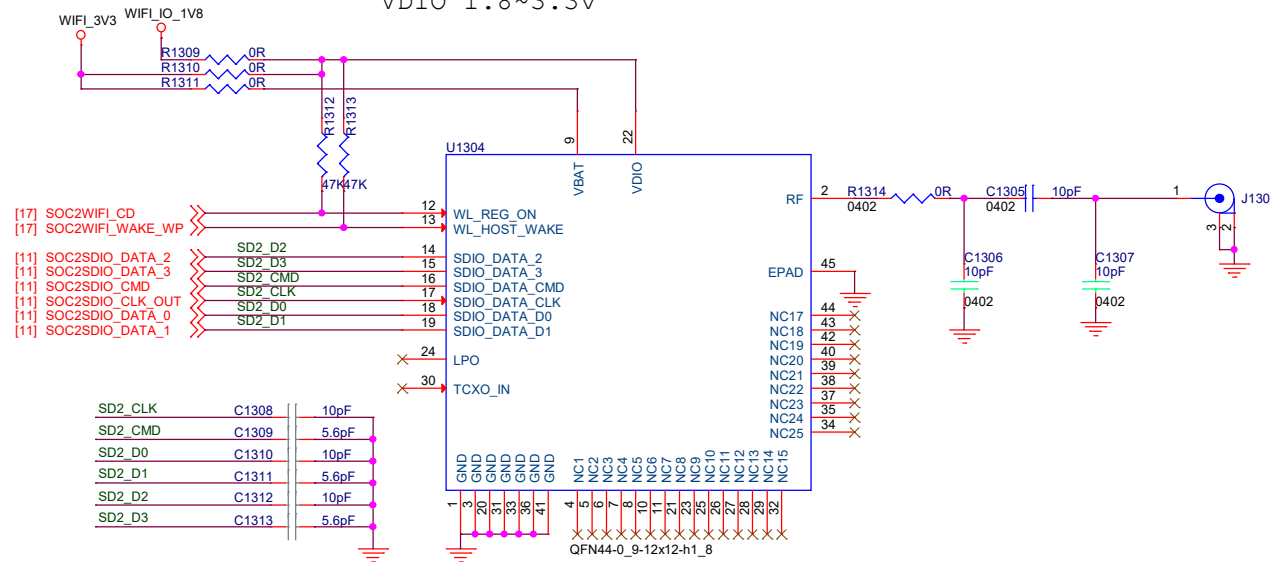 VDIO 1.8~3.3V
WIFI_3V3
WIFI_IO_1V8
R1309 0R
R1310 0R
R1311 0R
R1312
R1313
47K
47K
U1304
9
22
VBAT
VDIO
[17] SOC2WIFI_CD
12
WL_REG_ON
[17] SOC2WIFI_WAKE_WP
13
WL_HOST_WAKE
[11] SOC2SDIO_DATA_2
SD2_D2
14
SDIO_DATA_2
[11] SOC2SDIO_DATA_3
SD2_D3
15
SDIO_DATA_3
[11] SOC2SDIO_CMD
SD2_CMD
16
SDIO_DATA_CMD
[11] SOC2SDIO_CLK_OUT
SD2_CLK
17
SDIO_DATA_CLK
[11] SOC2SDIO_DATA_0
SD2_D0
18
SDIO_DATA_D0
[11] SOC2SDIO_DATA_1
SD2_D1
19
SDIO_DATA_D1
24
LPO
30
TCXO_IN
RF
2
R1314 0R
0402
C1305 10pF
0402
1
J130
3
2
C1306
10pF
0402
C1307
10pF
0402
EPAD
45
NC17 44
NC18 43
NC19 42
NC20 40
NC21 39
NC22 38
NC23 37
NC24 35
NC25 34
SD2_CLK C1308 10pF
SD2_CMD C1309 5.6pF
SD2_D0 C1310 10pF
SD2_D1 C1311 5.6pF
SD2_D2 C1312 10pF
SD2_D3 C1313 5.6pF
GND GND GND GND GND GND GND
1 3 20 31 33 36 41
NC1 NC2 NC3 NC4 NC5 NC6 NC7 NC8 NC9 NC10 NC11 NC12 NC13 NC14 NC15
4 5 6 7 8 10 11 21 23 25 26 27 28 29 32
QFN44-0_9-12x12-h1_8